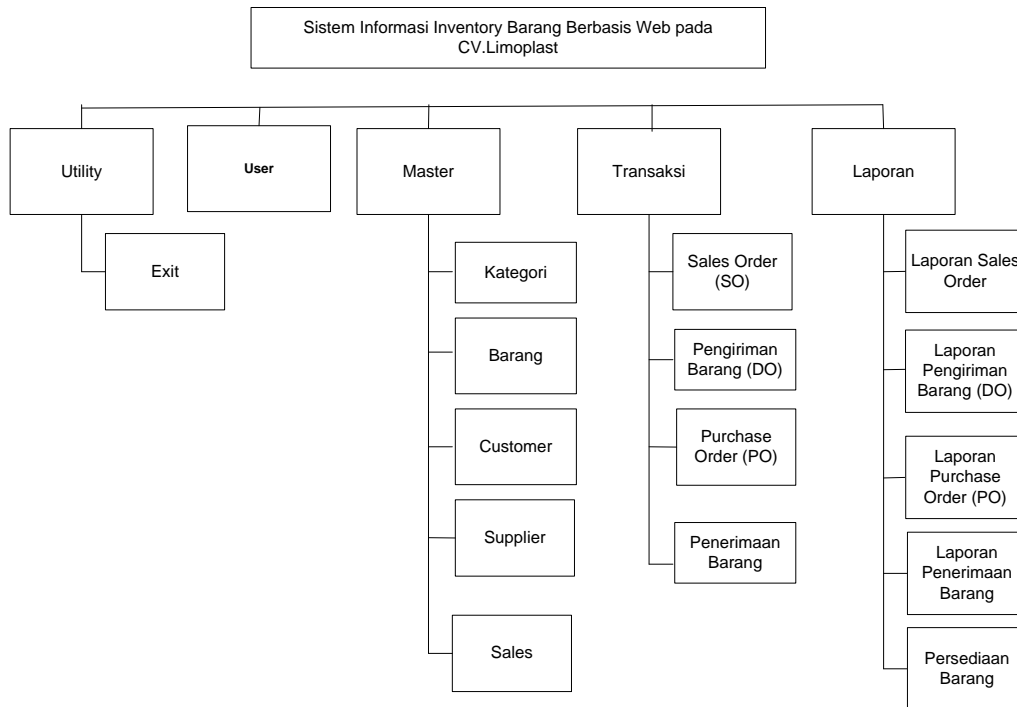 Sistem Informasi Inventory Barang Berbasis Web pada
CV.Limoplast
Utility
User
Master
Transaksi
Laporan
Exit
Kategori
Barang
Customer
Supplier
Sales
Sales Order
(SO)
Pengiriman
Barang (DO)
Purchase
Order (PO)
Penerimaan
Barang
Laporan Sales
Order
Laporan
Pengiriman
Barang (DO)
Laporan
Purchase
Order (PO)
Laporan
Penerimaan
Barang
Persediaan
Barang